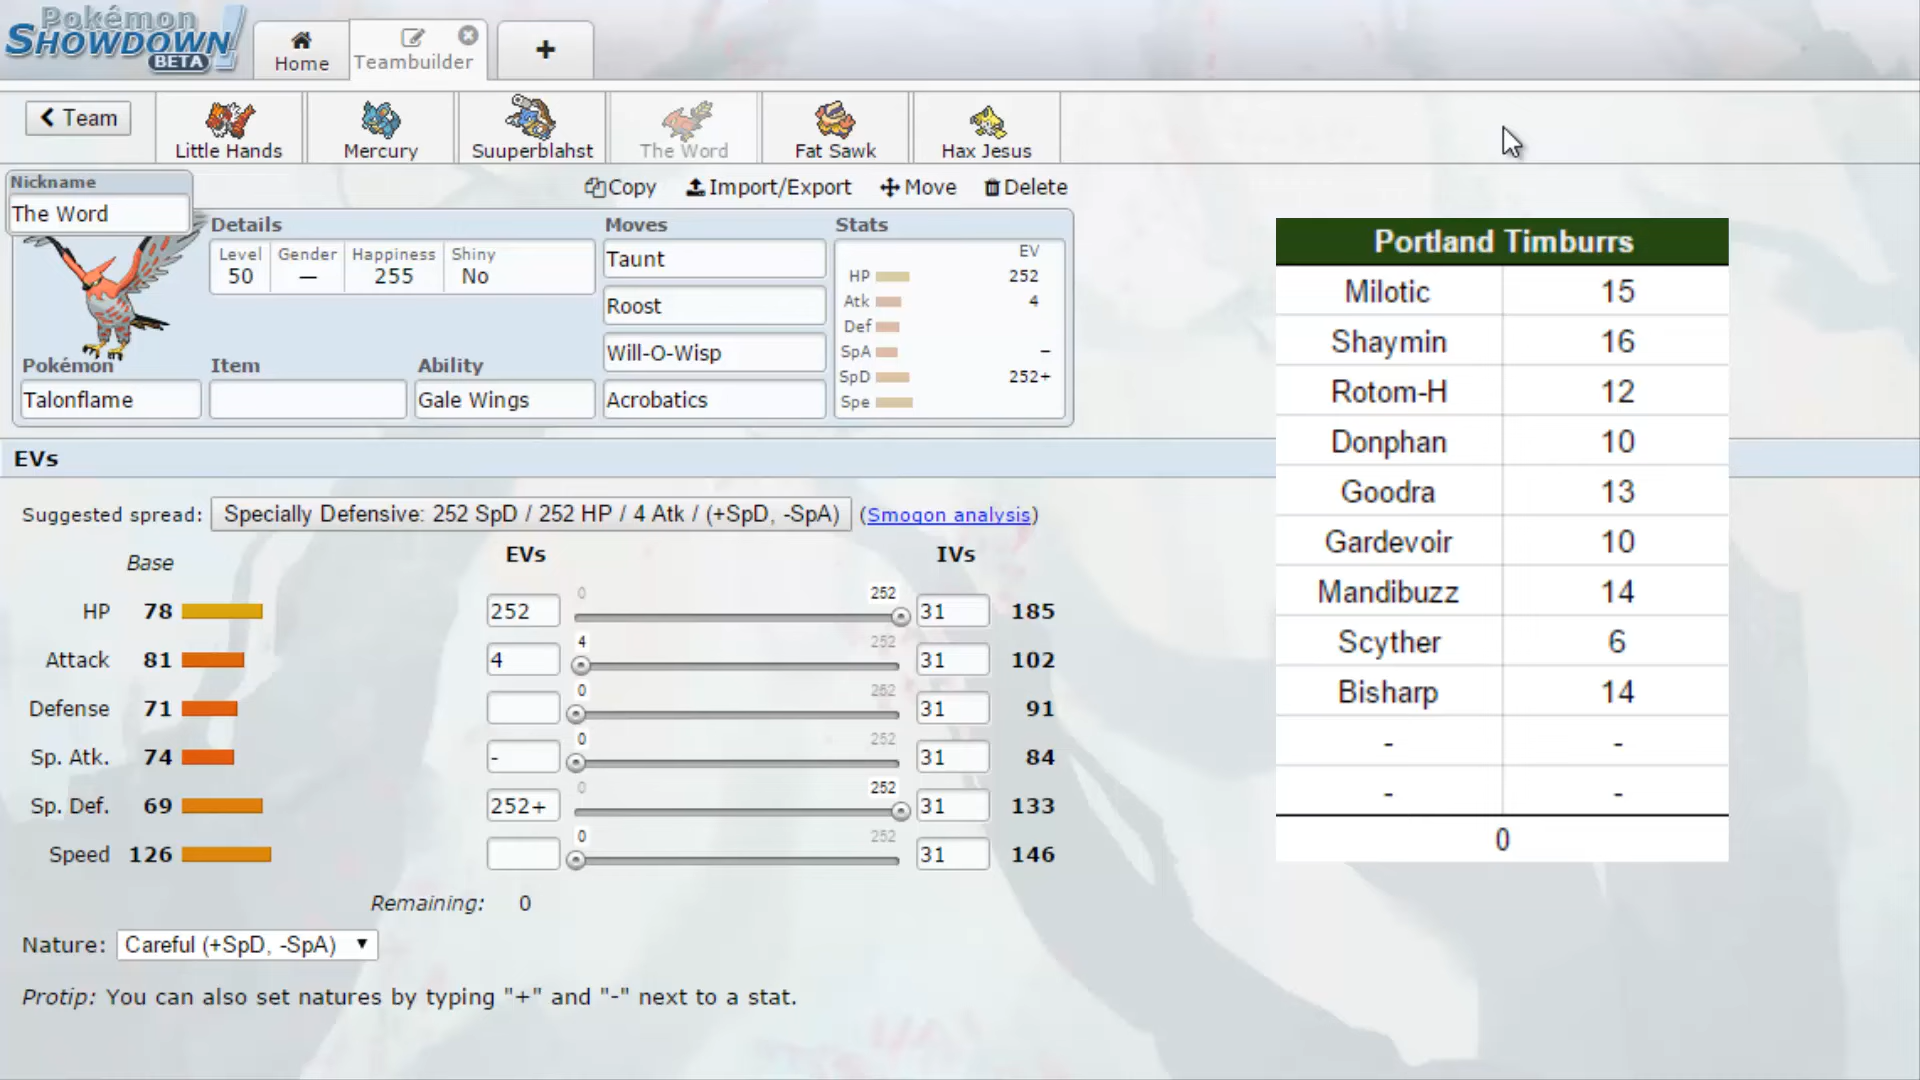 Pokémon
SHOWDOWN!
BETA
Home
Teambuilder
+
Team
Little Hands
Mercury
Suuperblahst
The Word
Fat Sawk
Hax Jesus
Nickname
The Word
Copy
Import/Export
Move
Delete
Details
Level
Gender
Happiness
Shiny
50
—
255
No
Pokémon
Item
Ability
Talonflame
Gale Wings
Moves
Taunt
Roost
Will-O-Wisp
Acrobatics
Stats
EV
HP 252
Atk 4
Def
SpA −
SpD 252+
Spe
EVs
Suggested spread: Specially Defensive: 252 SpD / 252 HP / 4 Atk / (+SpD, -SpA) (Smogon analysis)
Base EVs IVs
0 252
HP 78 252 31 185
4 252
Attack 81 4 31 102
0 252
Defense 71 31 91
0 252
Sp. Atk. 74 - 31 84
0 252
Sp. Def. 69 252+ 31 133
0 252
Speed 126 31 146
Remaining: 0
Nature: Careful (+SpD, -SpA) ▼
Protip: You can also set natures by typing "+" and "-" next to a stat.
Portland Timburrs
Milotic 15
Shaymin 16
Rotom-H 12
Donphan 10
Goodra 13
Gardevoir 10
Mandibuzz 14
Scyther 6
Bisharp 14
- -
- -
0